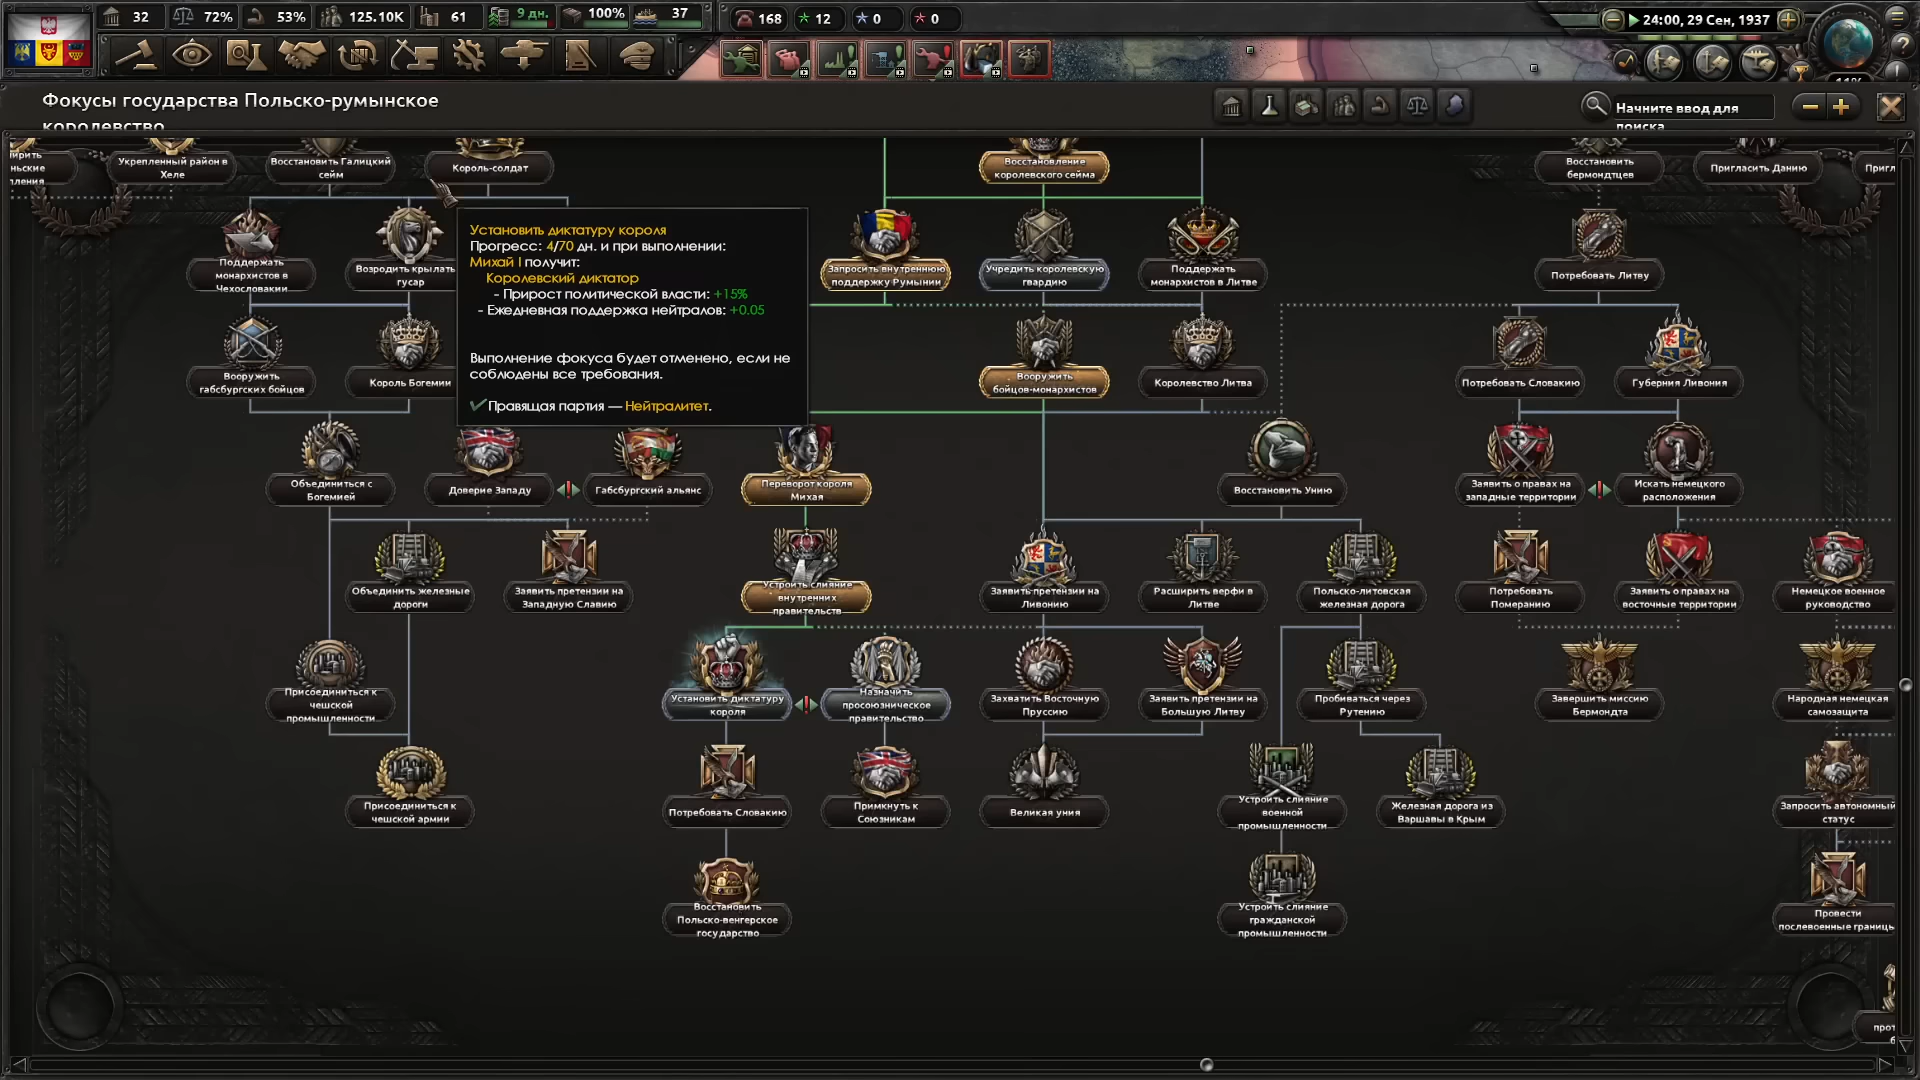 32
72%
53%
125.10K
61
9 дн.
100%
37
168
12
0
0
24:00, 29 Сен, 1937
Фокусы государства Польско-румынское
королевство
Начните ввод для
поиска
Укрепленный район в
Хеле
Восстановить Галицкий
сейм
Король-солдат
Восстановление
королевского сейма
Восстановить
бермондтцев
Пригласить Данию
Поддержать
монархистов в
Чехословакии
Возродить крылатых
гусар
Установить диктатуру короля
Прогресс: 4/70 дн. и при выполнении:
Михай I получит:
Королевский диктатор
- Прирост политической власти: +15%
- Ежедневная поддержка нейтралов: +0.05
Выполнение фокуса будет отменено, если не
соблюдены все требования.
Правящая партия — Нейтралитет.
Запросить внутреннюю
поддержку Румынии
Учредить королевскую
гвардию
Поддержать
монархистов в Литве
Потребовать Литву
Вооружить
габсбургских бойцов
Король Богемии
Вооружить
бойцов-монархистов
Королевство Литва
Потребовать Словакию
Губерния Ливония
Объединиться с
Богемией
Доверие Западу
Габсбургский альянс
Переворот короля
Михая
Восстановить Унию
Заявить о правах на
западные территории
Искать немецкого
расположения
Объединить железные
дороги
Заявить претензии на
Западную Славию
Устроить слияние
внутренних
правительств
Заявить претензии на
Ливонию
Расширить верфи в
Литве
Польско-литовская
железная дорога
Потребовать
Померанию
Заявить о правах на
восточные территории
Немецкое военное
руководство
Присоединиться к
чешской
промышленности
Установить диктатуру
короля
Назначить
просоюзническое
правительство
Захватить Восточную
Пруссию
Заявить претензии на
Большую Литву
Пробиваться через
Рутению
Завершить миссию
Бермондта
Народная немецкая
самозащита
Присоединиться к
чешской армии
Потребовать Словакию
Примкнуть к
Союзникам
Великая уния
Устроить слияние
военной
промышленности
Железная дорога из
Варшавы в Крым
Запросить автономный
статус
Восстановить
Польско-венгерское
государство
Устроить слияние
гражданской
промышленности
Провести
послевоенные границы